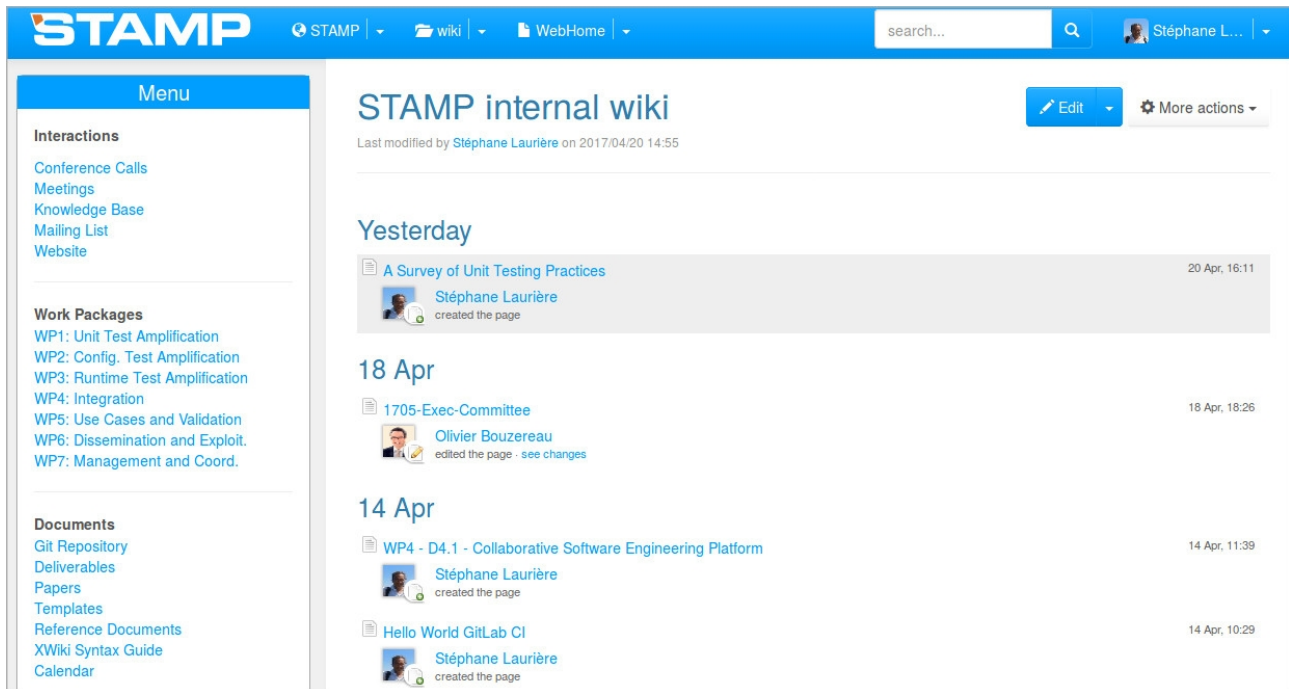 STAMP
STAMP wiki WebHome search... Stéphane L...
Menu
Interactions
Conference Calls
Meetings
Knowledge Base
Mailing List
Website
Work Packages
WP1: Unit Test Amplification
WP2: Config. Test Amplification
WP3: Runtime Test Amplification
WP4: Integration
WP5: Use Cases and Validation
WP6: Dissemination and Exploit.
WP7: Management and Coord.
Documents
Git Repository
Deliverables
Papers
Templates
Reference Documents
XWiki Syntax Guide
Calendar
STAMP internal wiki
Edit More actions
Last modified by Stéphane Laurière on 2017/04/20 14:55
Yesterday
A Survey of Unit Testing Practices 20 Apr, 16:11
Stéphane Laurière
created the page
18 Apr
1705-Exec-Committee 18 Apr, 18:26
Olivier Bouzereau
edited the page · see changes
14 Apr
WP4 - D4.1 - Collaborative Software Engineering Platform 14 Apr, 11:39
Stéphane Laurière
created the page
Hello World GitLab CI 14 Apr, 10:29
Stéphane Laurière
created the page